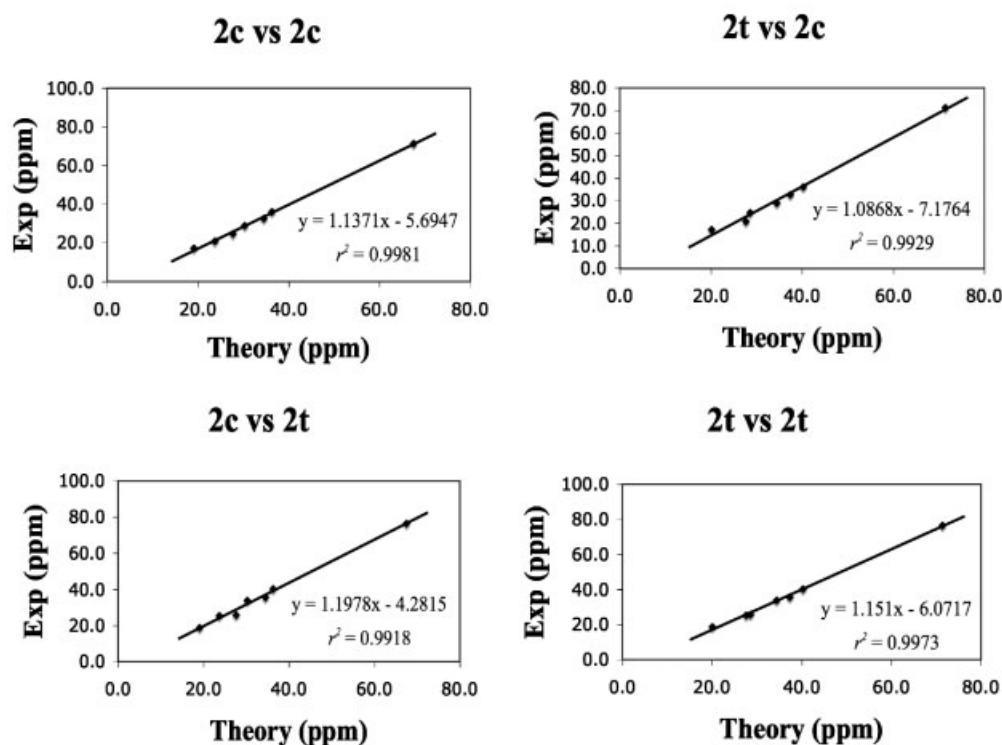 2c vs 2c
Exp (ppm)
100.0
80.0
60.0
40.0
20.0
0.0
y = 1.1371x - 5.6947
r² = 0.9981
0.0 20.0 40.0 60.0 80.0
Theory (ppm)
2t vs 2c
Exp (ppm)
80.0
70.0
60.0
50.0
40.0
30.0
20.0
10.0
0.0
y = 1.0868x - 7.1764
r² = 0.9929
0.0 20.0 40.0 60.0 80.0
Theory (ppm)
2c vs 2t
Exp (ppm)
100.0
80.0
60.0
40.0
20.0
0.0
y = 1.1978x - 4.2815
r² = 0.9918
0.0 20.0 40.0 60.0 80.0
Theory (ppm)
2t vs 2t
Exp (ppm)
100.0
80.0
60.0
40.0
20.0
0.0
y = 1.151x - 6.0717
r² = 0.9973
0.0 20.0 40.0 60.0 80.0
Theory (ppm)